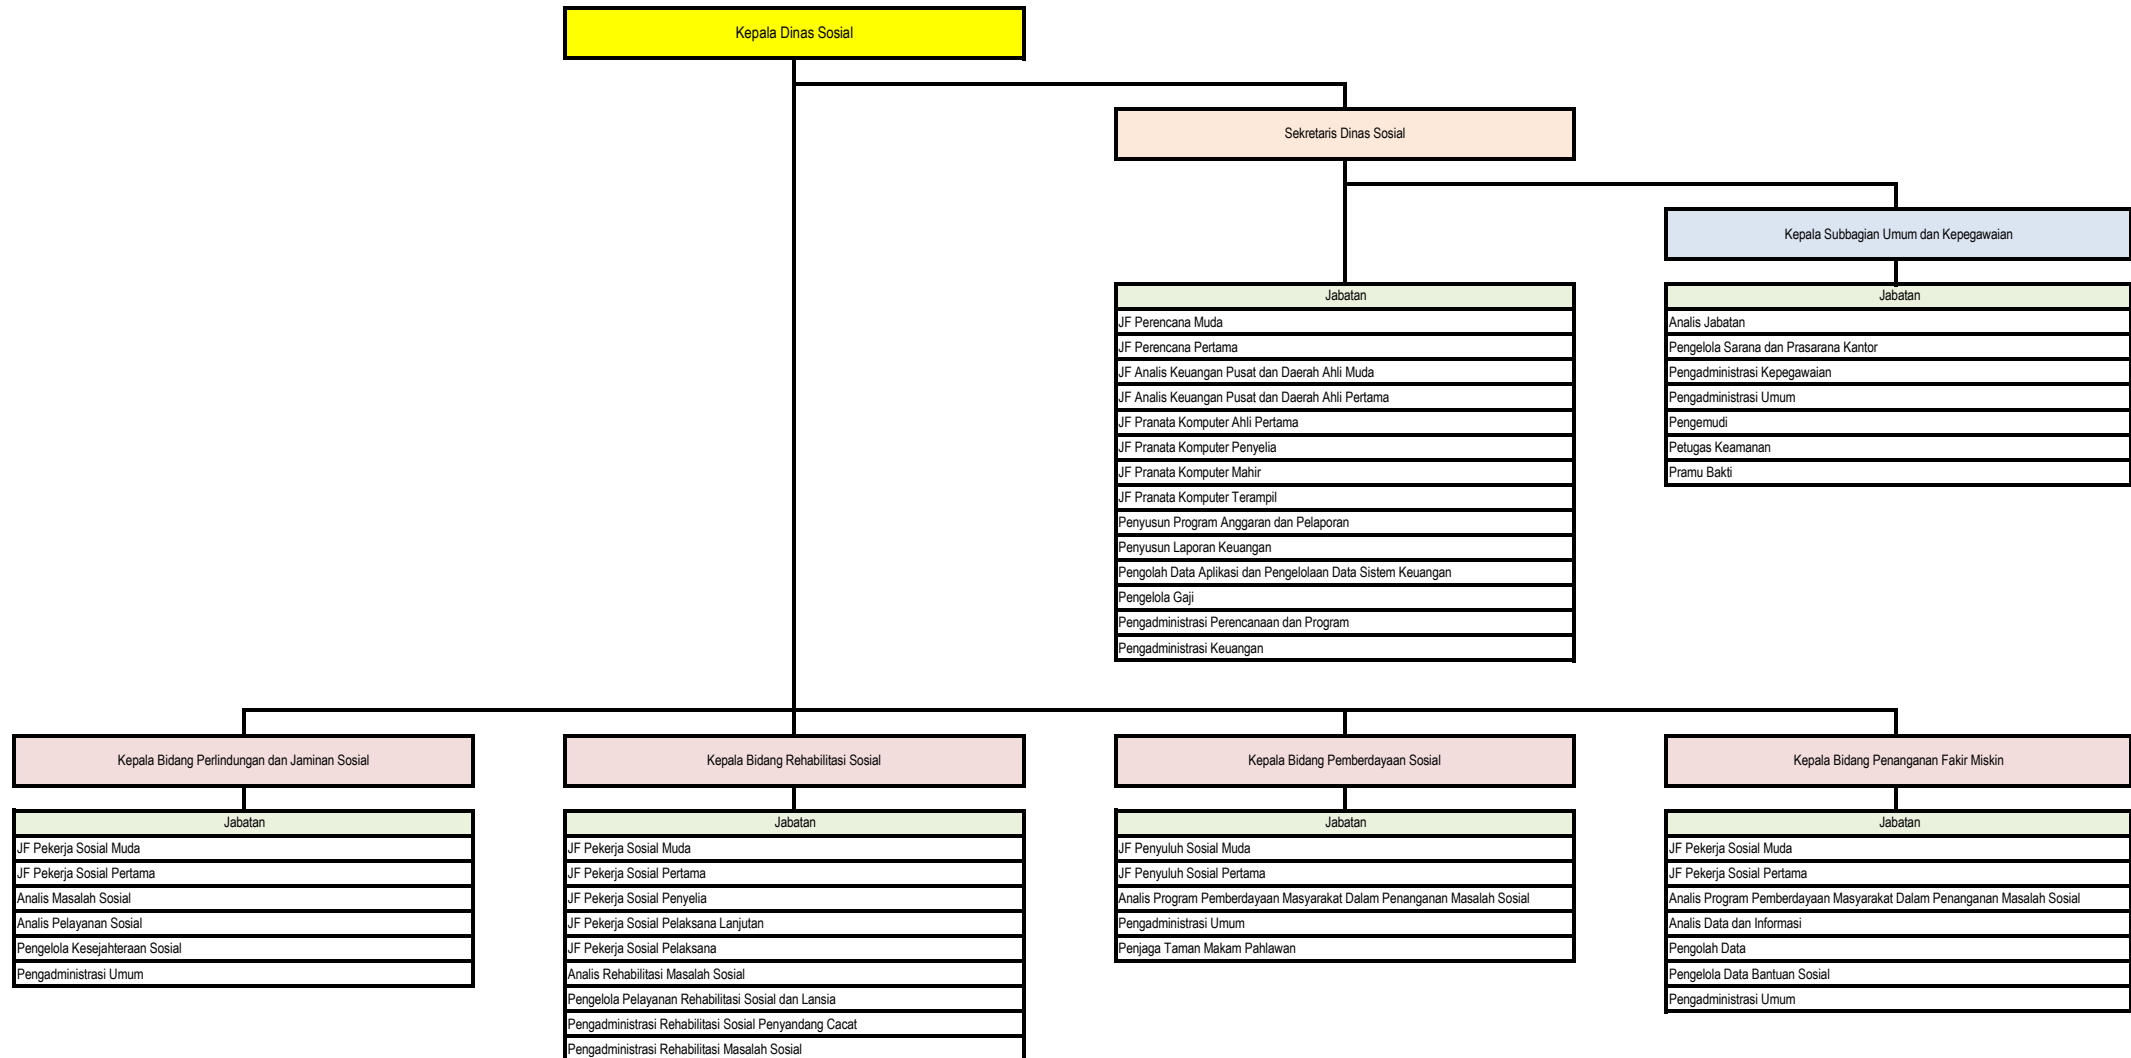 Kepala Dinas Sosial
Sekretaris Dinas Sosial
Kepala Subbagian Umum dan Kepegawaian
Jabatan
JF Perencana Muda
JF Perencana Pertama
JF Analis Keuangan Pusat dan Daerah Ahli Muda
JF Analis Keuangan Pusat dan Daerah Ahli Pertama
JF Pranata Komputer Ahli Pertama
JF Pranata Komputer Penyelia
JF Pranata Komputer Mahir
JF Pranata Komputer Terampil
Penyusun Program Anggaran dan Pelaporan
Penyusun Laporan Keuangan
Pengolah Data Aplikasi dan Pengelolaan Data Sistem Keuangan
Pengelola Gaji
Pengadministrasi Perencanaan dan Program
Pengadministrasi Keuangan
Jabatan
Analis Jabatan
Pengelola Sarana dan Prasarana Kantor
Pengadministrasi Kepegawaian
Pengadministrasi Umum
Pengemudi
Petugas Keamanan
Pramu Bakti
Kepala Bidang Perlindungan dan Jaminan Sosial
Jabatan
JF Pekerja Sosial Muda
JF Pekerja Sosial Pertama
Analis Masalah Sosial
Analis Pelayanan Sosial
Pengelola Kesejahteraan Sosial
Pengadministrasi Umum
Kepala Bidang Rehabilitasi Sosial
Jabatan
JF Pekerja Sosial Muda
JF Pekerja Sosial Pertama
JF Pekerja Sosial Penyelia
JF Pekerja Sosial Pelaksana Lanjutan
JF Pekerja Sosial Pelaksana
Analis Rehabilitasi Masalah Sosial
Pengelola Pelayanan Rehabilitasi Sosial dan Lansia
Pengadministrasi Rehabilitasi Sosial Penyandang Cacat
Pengadministrasi Rehabilitasi Masalah Sosial
Kepala Bidang Pemberdayaan Sosial
Jabatan
JF Penyuluh Sosial Muda
JF Penyuluh Sosial Pertama
Analis Program Pemberdayaan Masyarakat Dalam Penanganan Masalah Sosial
Pengadministrasi Umum
Penjaga Taman Makam Pahlawan
Kepala Bidang Penanganan Fakir Miskin
Jabatan
JF Pekerja Sosial Muda
JF Pekerja Sosial Pertama
Analis Program Pemberdayaan Masyarakat Dalam Penanganan Masalah Sosial
Analis Data dan Informasi
Pengolah Data
Pengelola Data Bantuan Sosial
Pengadministrasi Umum